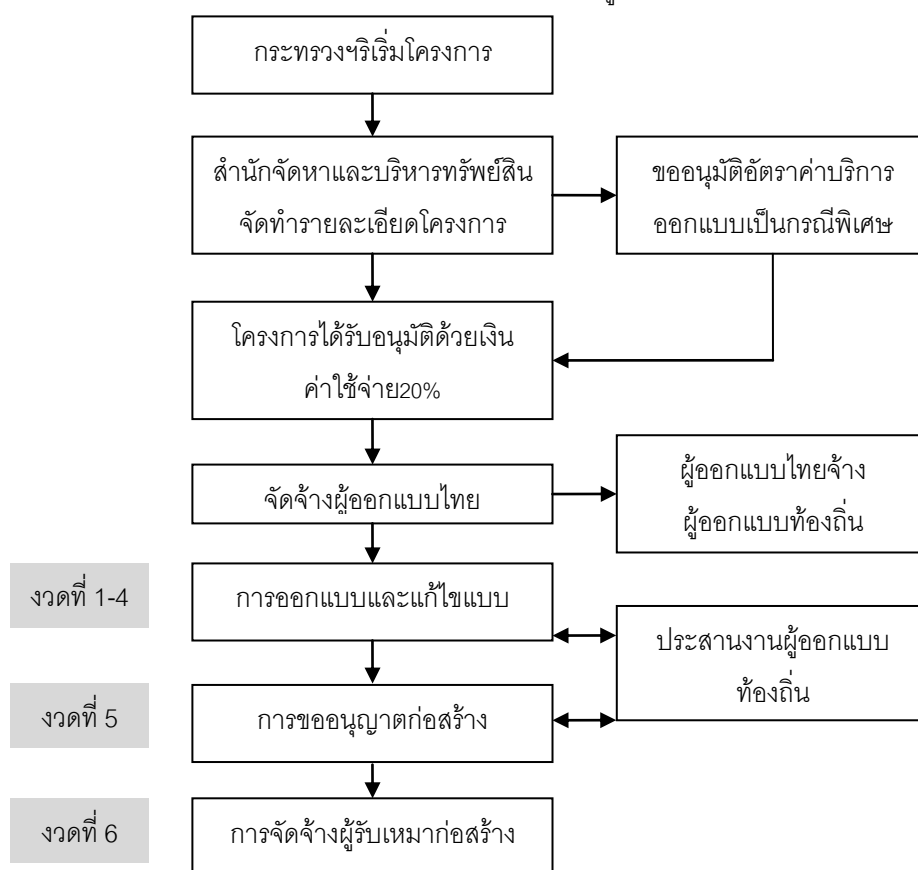 กระทรวงฯริเริ่มโครงการ
สำนักจัดหาและบริหารทรัพย์สิน
จัดทำรายละเอียดโครงการ
ขออนุมัติอัตราค่าบริการ
ออกแบบเป็นกรณีพิเศษ
โครงการได้รับอนุมัติด้วยเงิน
ค่าใช้จ่าย20%
จัดจ้างผู้ออกแบบไทย
ผู้ออกแบบไทยจ้าง
ผู้ออกแบบท้องถิ่น
งวดที่ 1-4
การออกแบบและแก้ไขแบบ
ประสานงานผู้ออกแบบ
ท้องถิ่น
งวดที่ 5
การขออนุญาตก่อสร้าง
งวดที่ 6
การจัดจ้างผู้รับเหมาก่อสร้าง